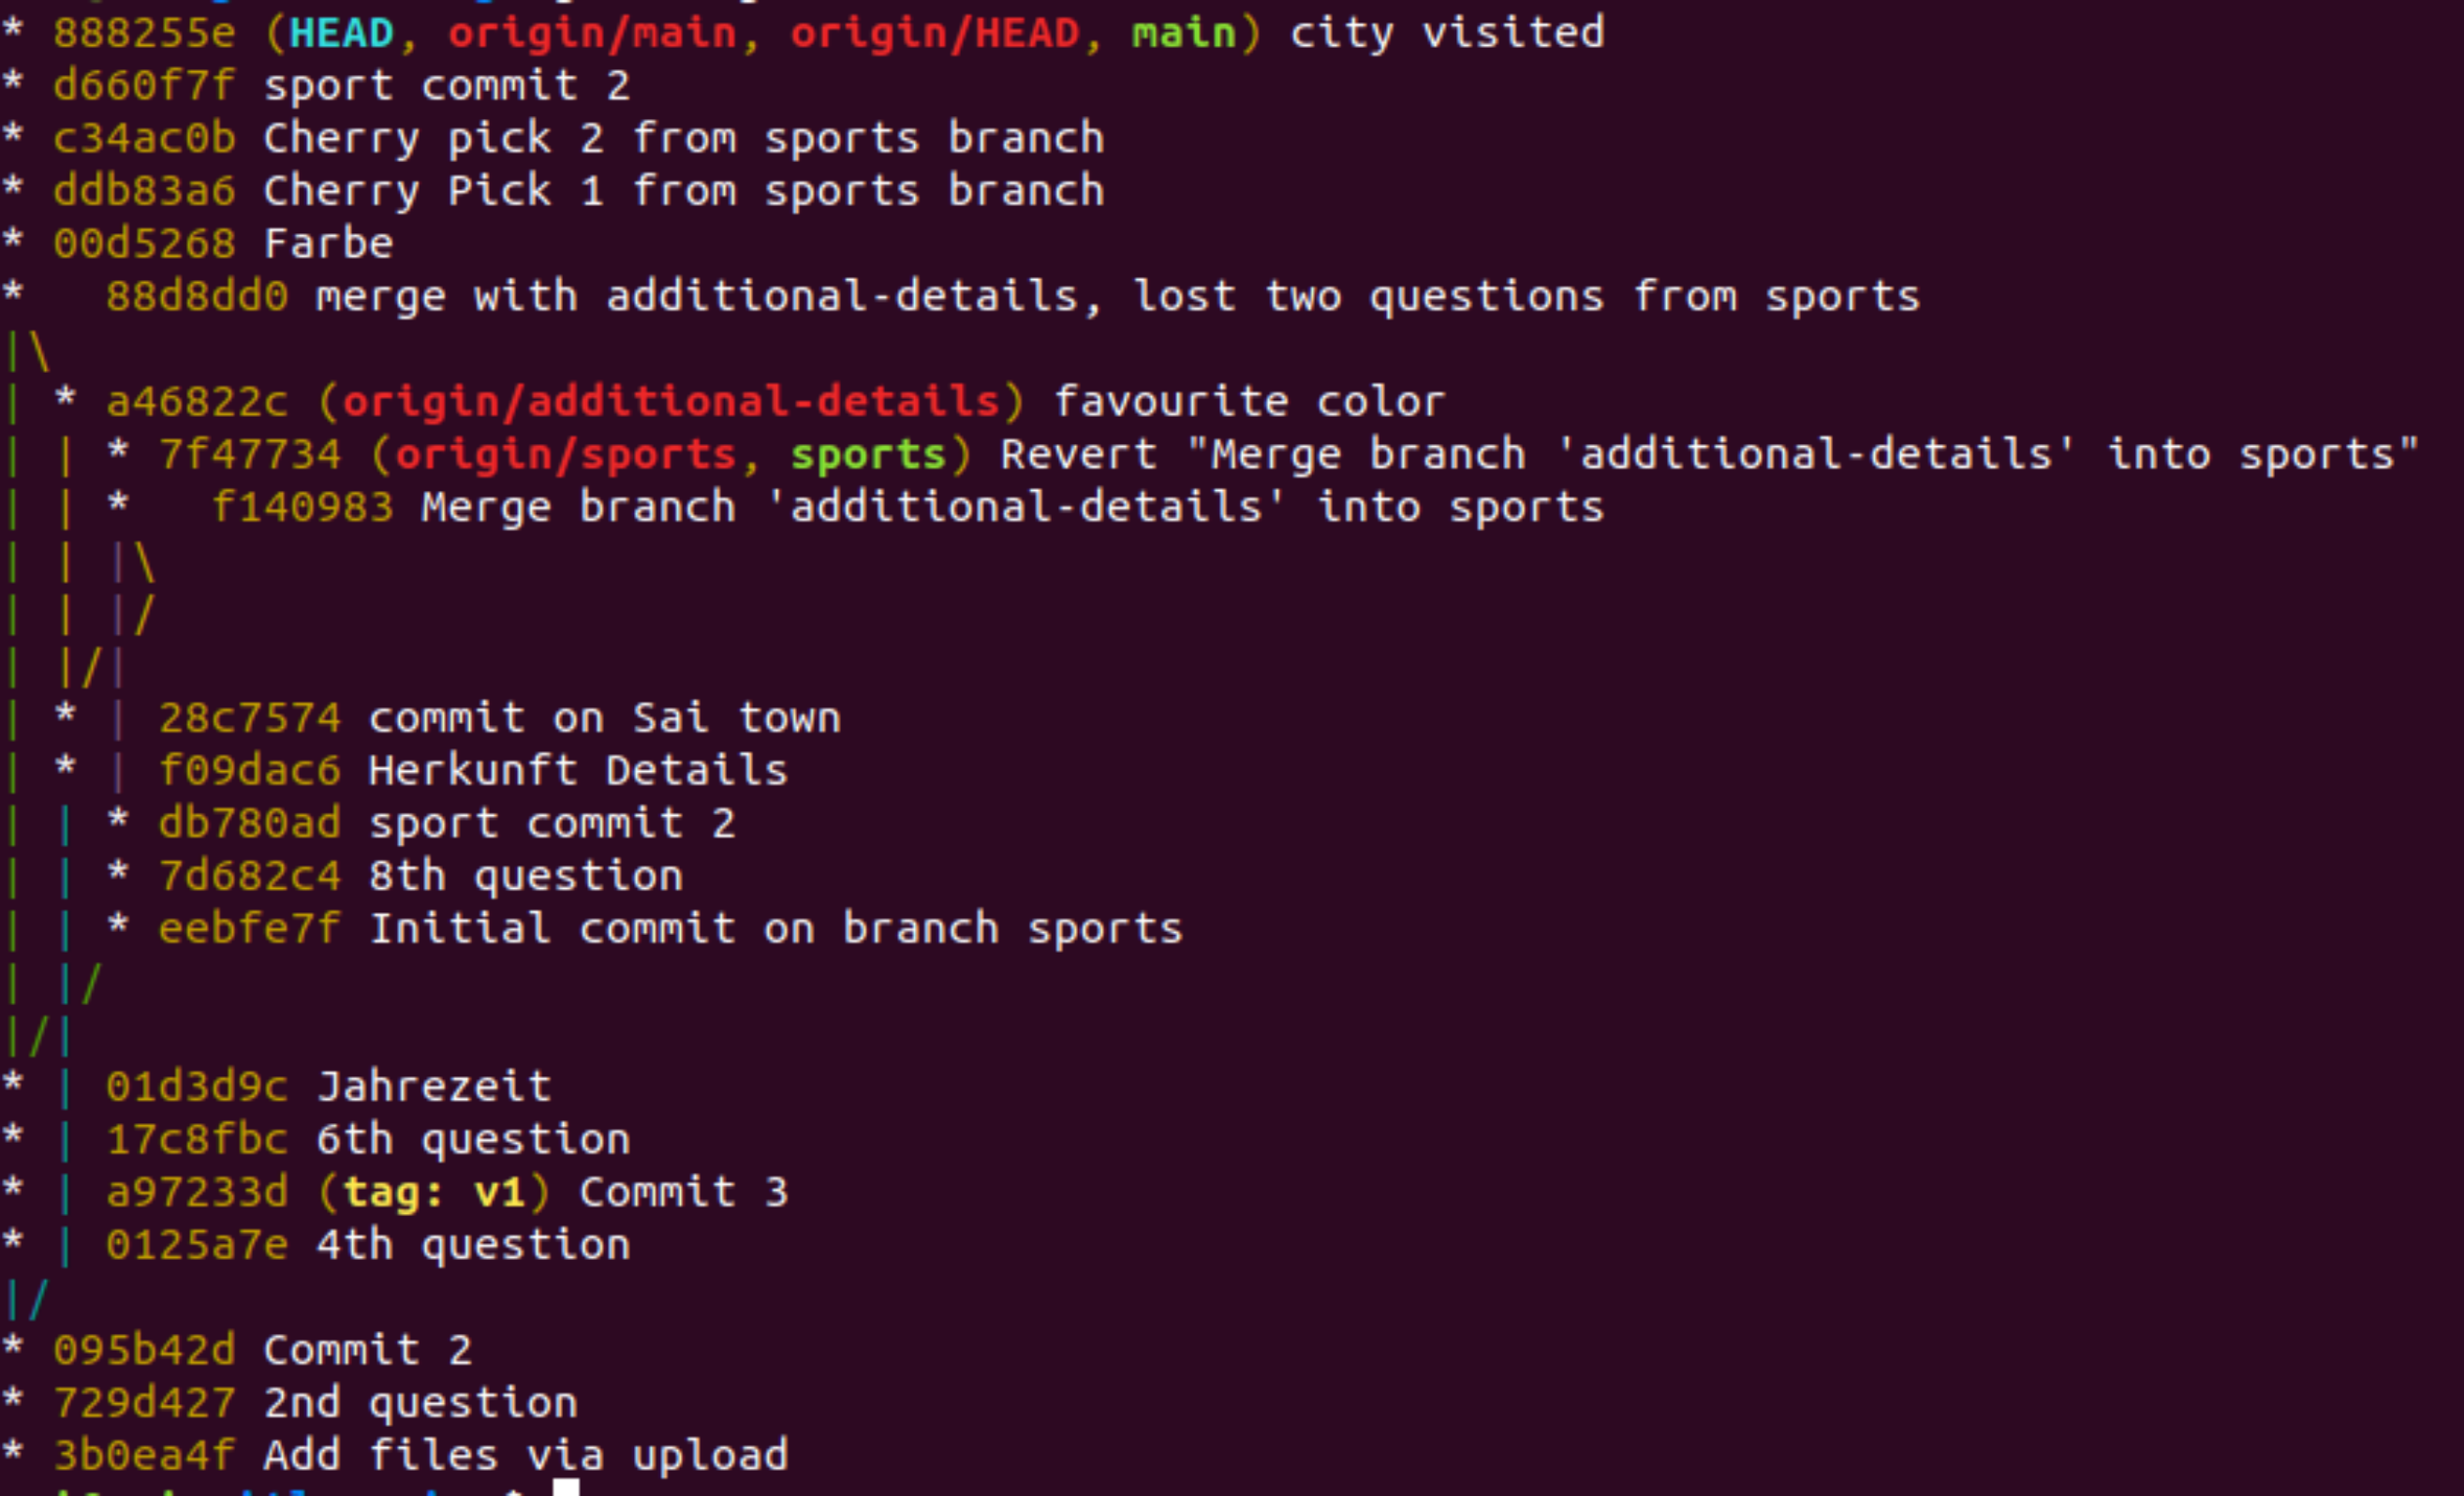 * 888255e (HEAD, origin/main, origin/HEAD, main) city visited
* d660f7f sport commit 2
* c34ac0b Cherry pick 2 from sports branch
* ddb83a6 Cherry Pick 1 from sports branch
* 00d5268 Farbe
*   88d8dd0 merge with additional-details, lost two questions from sports
|\
| * a46822c (origin/additional-details) favourite color
| | * 7f47734 (origin/sports, sports) Revert "Merge branch 'additional-details' into sports"
| | *   f140983 Merge branch 'additional-details' into sports
| | |\
| | |/
| |/|
| * | 28c7574 commit on Sai town
| * | f09dac6 Herkunft Details
| | * db780ad sport commit 2
| | * 7d682c4 8th question
| | * eebfe7f Initial commit on branch sports
| |/
|/|
* | 01d3d9c Jahrezeit
* | 17c8fbc 6th question
* | a97233d (tag: v1) Commit 3
* | 0125a7e 4th question
|/
* 095b42d Commit 2
* 729d427 2nd question
* 3b0ea4f Add files via upload